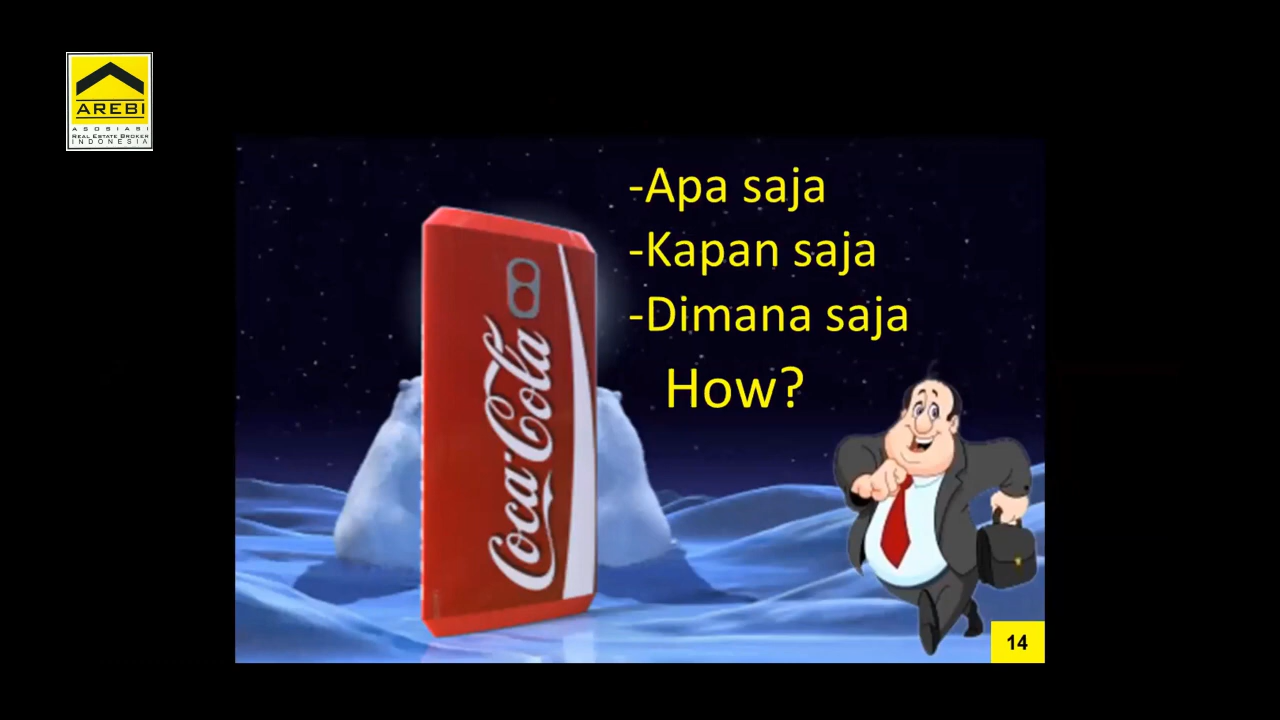 AREBI
ASOSIASI
REAL ESTATE BROKER
INDONESIA
-Apa saja
-Kapan saja
-Dimana saja
How?
Coca-Cola
14